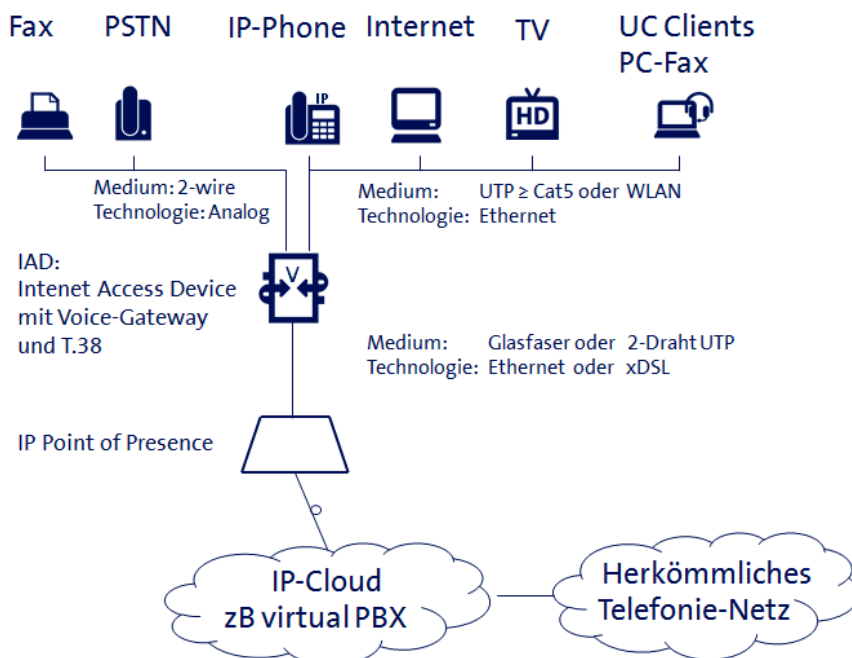 Fax
PSTN
IP-Phone
Internet
TV
UC Clients
PC-Fax
IP
HD
Medium: 2-wire
Technologie: Analog
Medium: UTP ≥ Cat5 oder WLAN
Technologie: Ethernet
IAD:
Intenet Access Device
mit Voice-Gateway
und T.38
V
Medium: Glasfaser oder 2-Draht UTP
Technologie: Ethernet oder xDSL
IP Point of Presence
IP-Cloud
zB virtual PBX
Herkömmliches
Telefonie-Netz